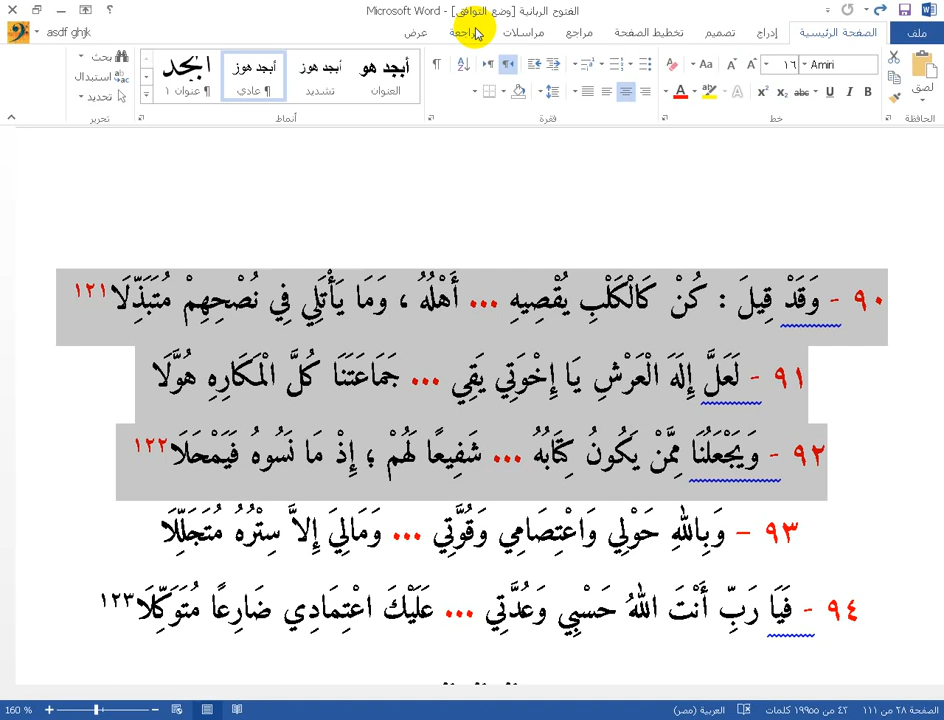 الفتوح الربانية [وضع التوافق] - Microsoft Word
asdf ghjk
ملف الصفحة الرئيسية إدراج تصميم تخطيط الصفحة مراجع مراسلات مراجعة عرض
لصق
الحافظة
Amiri ١٦
خط
فقرة
أبجد هو أبجد هوز أبجد هوز ابجد
العنوان تشديد ¶ عادي ¶ عنوان ١
أنماط
بحث
استبدال
تحديد
تحرير
٩٠ - وَقَدْ قِيلَ : كُنْ كَالْكَلْبِ يُقْصِيهِ ... أَهْلُهُ ، وَمَا يَأْتَلِي فِي نُصْحِهِمْ مُتَبَذِّلَا ١٢١
٩١ - لَعَلَّ إِلَهَ الْعَرْشِ يَا إِخْوَتِي يَقِي ... جَمَاعَتَنَا كُلَّ الْمَكَارِهِ هُوَّلَا
٩٢ - وَيَجْعَلُنَا مِمَّنْ يَكُونُ كِتَابُهُ ... شَفِيعًا لَهُمْ ؛ إِذْ مَا نَسُوهُ فَيَمْحَلَا ١٢٢
٩٣ – وَبِاللهِ حَوْلِي وَاعْتِصَامِي وَقُوَّتِي ... وَمَالِيَ إِلاَّ سِتْرُهُ مُتَجَلِّلَا
٩٤ - فَيَا رَبِّ أَنْتَ اللهُ حَسْبِي وَعُدَّتِي ... عَلَيْكَ اعْتِمَادِي ضَارِعًا مُتَوَكِّلَا ١٢٣
الصفحة ٢٨ من ١١١ ٤٢ من ١٩٩٥٥ كلمات العربية (مصر) 160 %